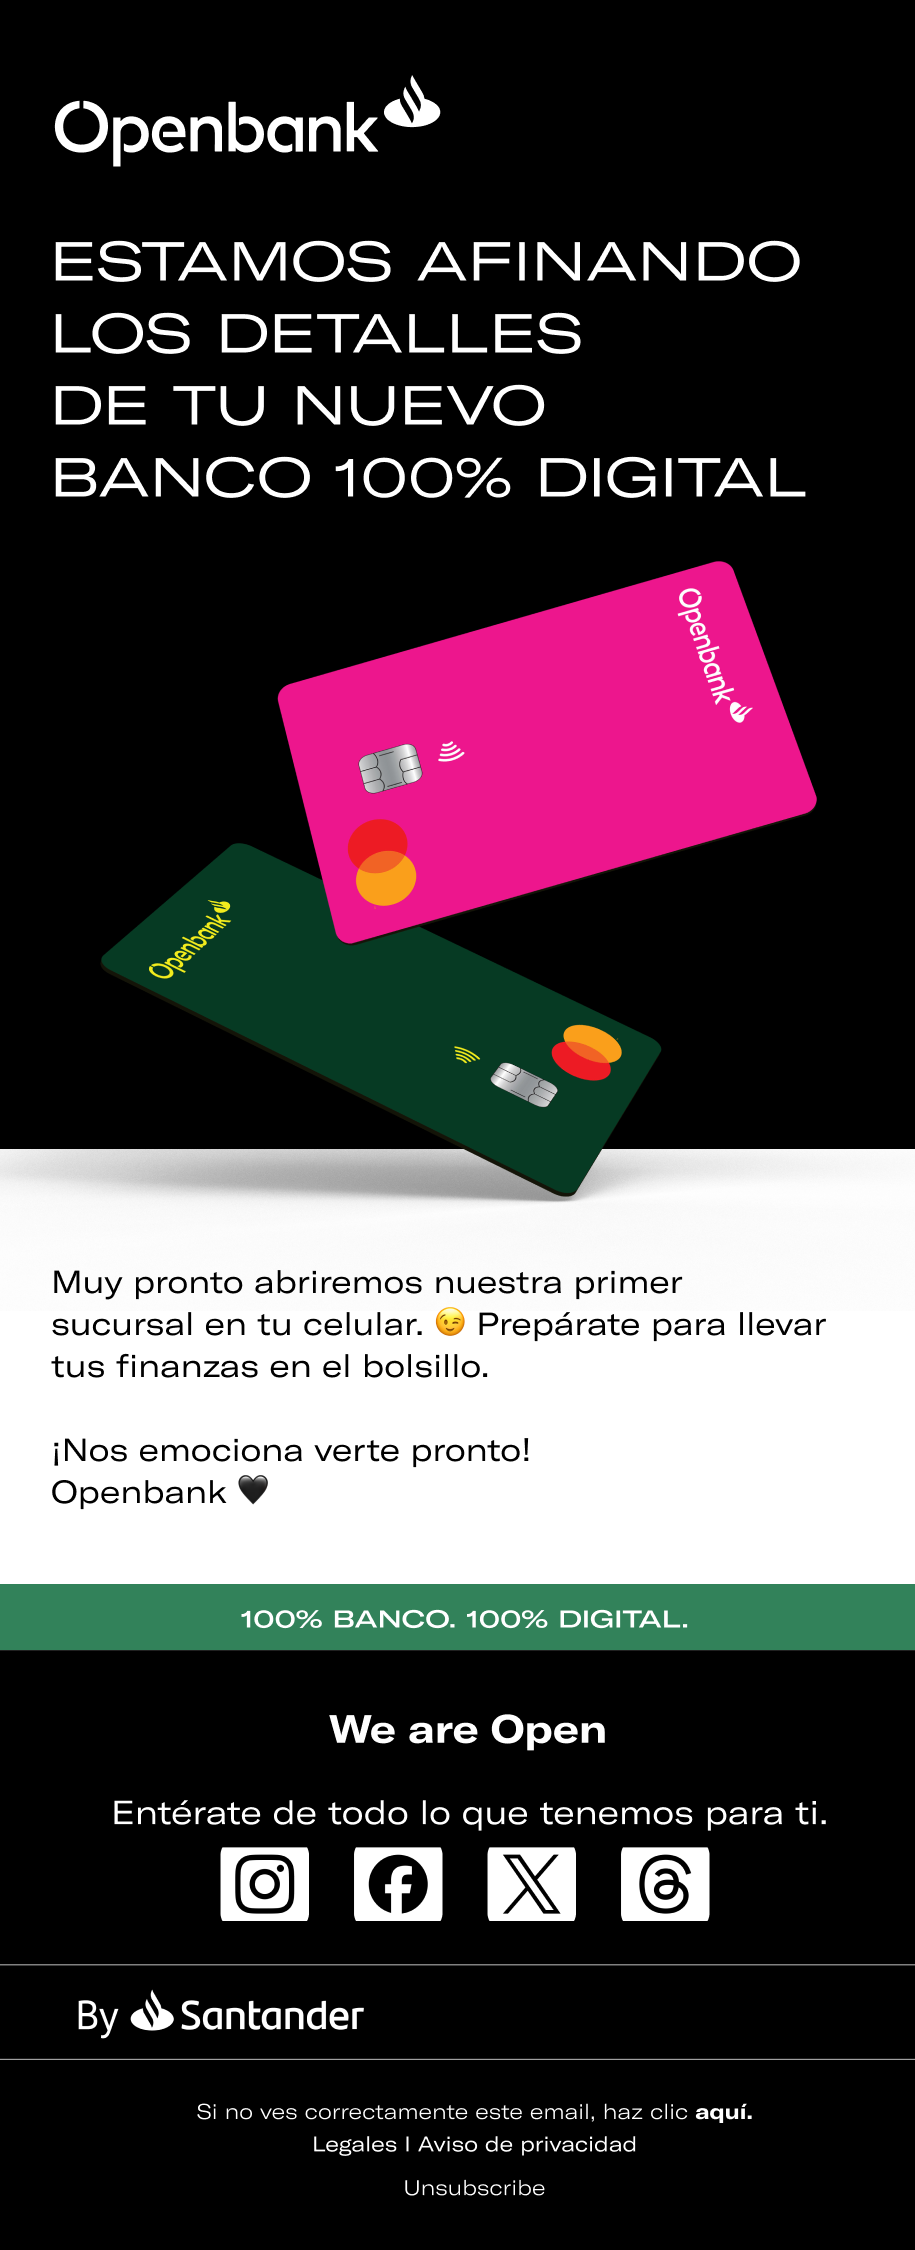 Openbank
ESTAMOS AFINANDO
LOS DETALLES
DE TU NUEVO
BANCO 100% DIGITAL
Openbank
Openbank
Muy pronto abriremos nuestra primer
sucursal en tu celular. 😉 Prepárate para llevar
tus finanzas en el bolsillo.
¡Nos emociona verte pronto!
Openbank 🖤
100% BANCO. 100% DIGITAL.
We are Open
Entérate de todo lo que tenemos para ti.
By Santander
Si no ves correctamente este email, haz clic aquí.
Legales I Aviso de privacidad
Unsubscribe